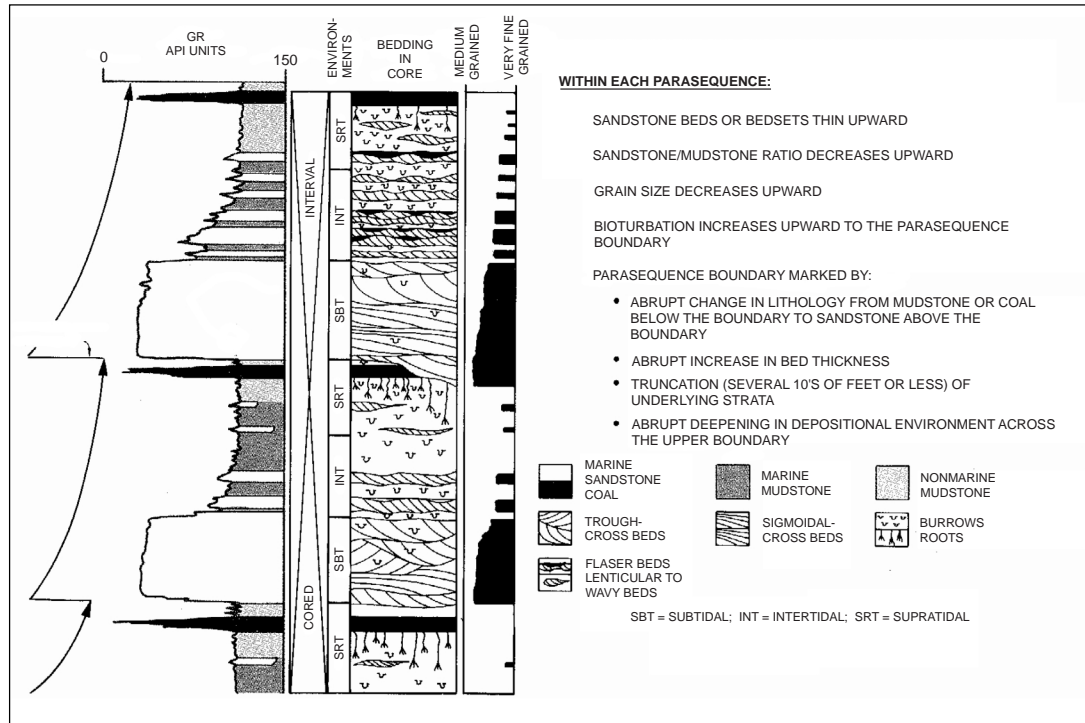 GR
API UNITS
0
150
ENVIRON-
MENTS
BEDDING
IN
CORE
MEDIUM
GRAINED
VERY FINE
GRAINED
INTERVAL
CORED
SRT
INT
SBT
SRT
INT
SBT
SRT
WITHIN EACH PARASEQUENCE:
SANDSTONE BEDS OR BEDSETS THIN UPWARD
SANDSTONE/MUDSTONE RATIO DECREASES UPWARD
GRAIN SIZE DECREASES UPWARD
BIOTURBATION INCREASES UPWARD TO THE PARASEQUENCE
BOUNDARY
PARASEQUENCE BOUNDARY MARKED BY:
• ABRUPT CHANGE IN LITHOLOGY FROM MUDSTONE OR COAL
BELOW THE BOUNDARY TO SANDSTONE ABOVE THE
BOUNDARY
• ABRUPT INCREASE IN BED THICKNESS
• TRUNCATION (SEVERAL 10'S OF FEET OR LESS) OF
UNDERLYING STRATA
• ABRUPT DEEPENING IN DEPOSITIONAL ENVIRONMENT ACROSS
THE UPPER BOUNDARY
MARINE
SANDSTONE
COAL
MARINE
MUDSTONE
NONMARINE
MUDSTONE
TROUGH-
CROSS BEDS
SIGMOIDAL-
CROSS BEDS
BURROWS
ROOTS
FLASER BEDS
LENTICULAR TO
WAVY BEDS
SBT = SUBTIDAL; INT = INTERTIDAL; SRT = SUPRATIDAL